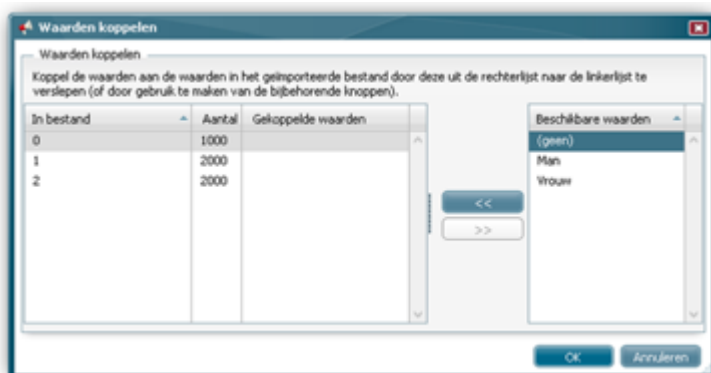 Waarden koppelen
Waarden koppelen
Koppel de waarden aan de waarden in het geïmporteerde bestand door deze uit de rechterlijst naar de linkerlijst te
verslepen (of door gebruik te maken van de bijbehorende knoppen).
In bestand Aantal Gekoppelde waarden Beschikbare waarden
0 1000 (geen)
1 2000 Man
2 2000 Vrouw
<<
>>
OK Annuleren